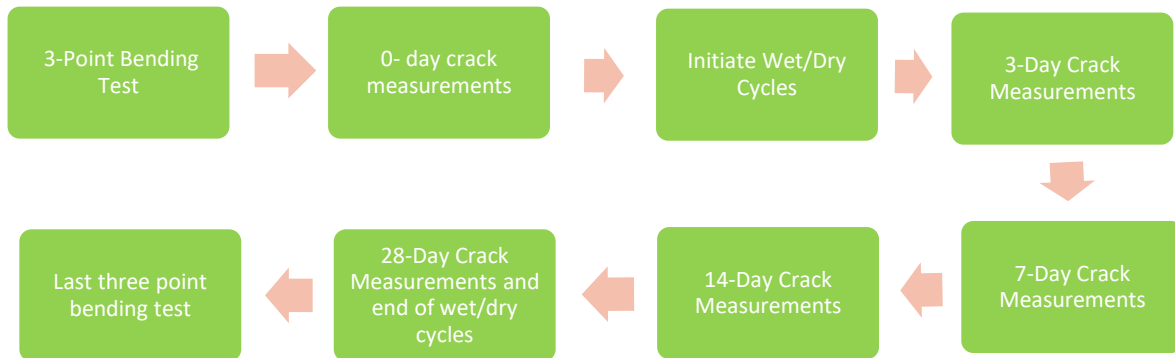 3-Point Bending
Test
0- day crack
measurements
Initiate Wet/Dry
Cycles
3-Day Crack
Measurements
7-Day Crack
Measurements
14-Day Crack
Measurements
28-Day Crack
Measurements and
end of wet/dry
cycles
Last three point
bending test